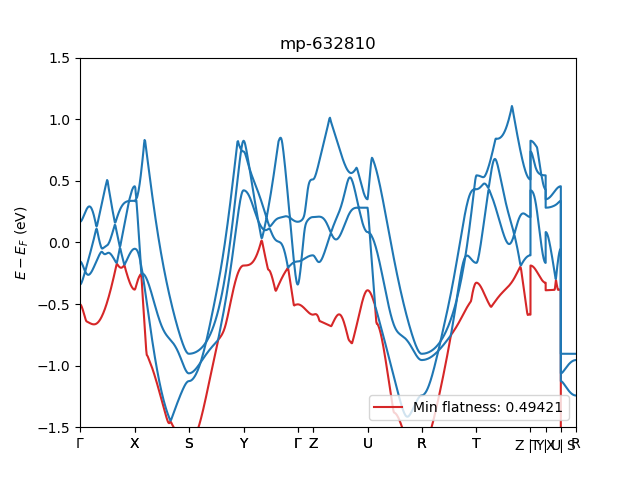 mp-632810
E − E_F (eV)
1.5
1.0
0.5
0.0
−0.5
−1.0
−1.5
Min flatness: 0.49421
Γ X S Y Γ Z U R T Z | T Y | X U | S R